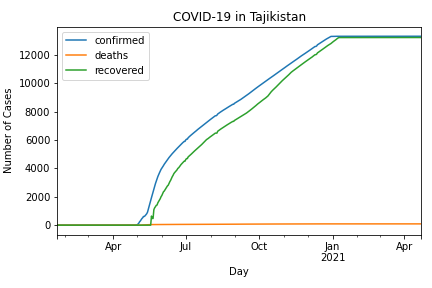 COVID-19 in Tajikistan
confirmed
deaths
recovered
Number of Cases
12000
10000
8000
6000
4000
2000
0
Apr
Jul
Oct
Jan
2021
Apr
Day